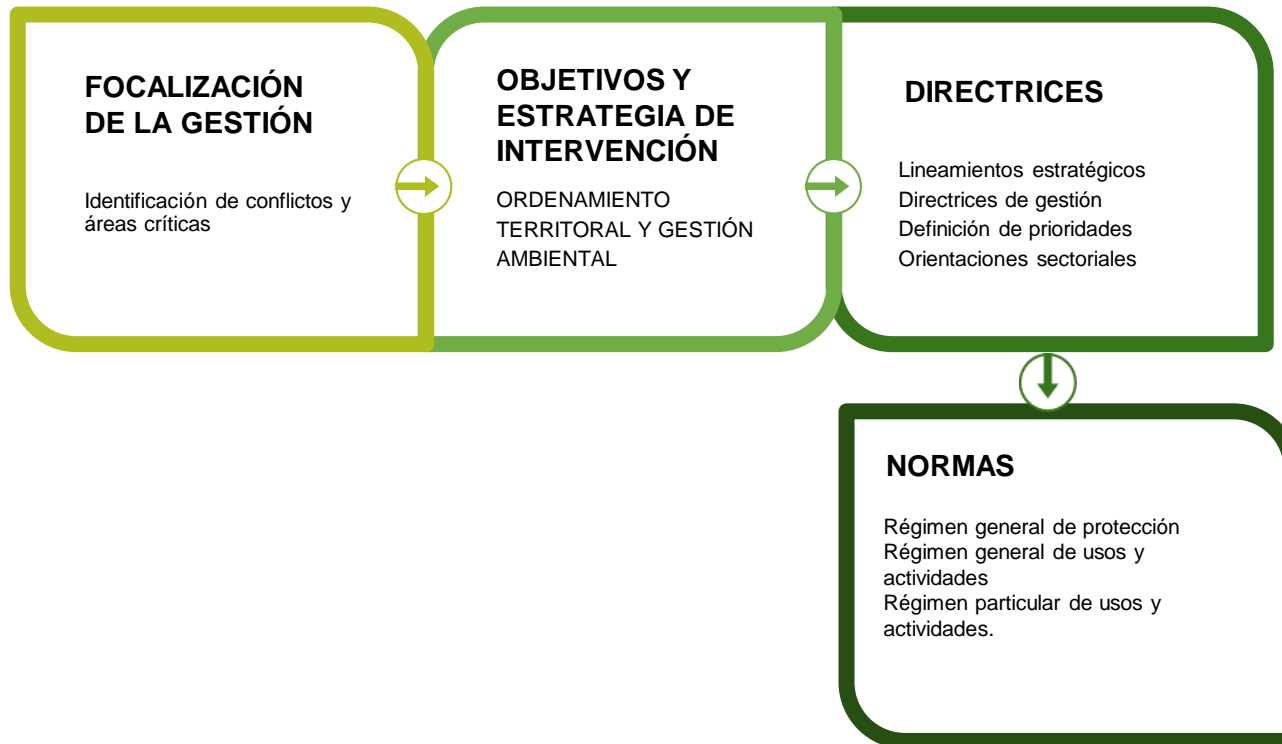 FOCALIZACIÓN
DE LA GESTIÓN
Identificación de conflictos y
áreas críticas
OBJETIVOS Y
ESTRATEGIA DE
INTERVENCIÓN
ORDENAMIENTO
TERRITORAL Y GESTIÓN
AMBIENTAL
DIRECTRICES
Lineamientos estratégicos
Directrices de gestión
Definición de prioridades
Orientaciones sectoriales
NORMAS
Régimen general de protección
Régimen general de usos y
actividades
Régimen particular de usos y
actividades.